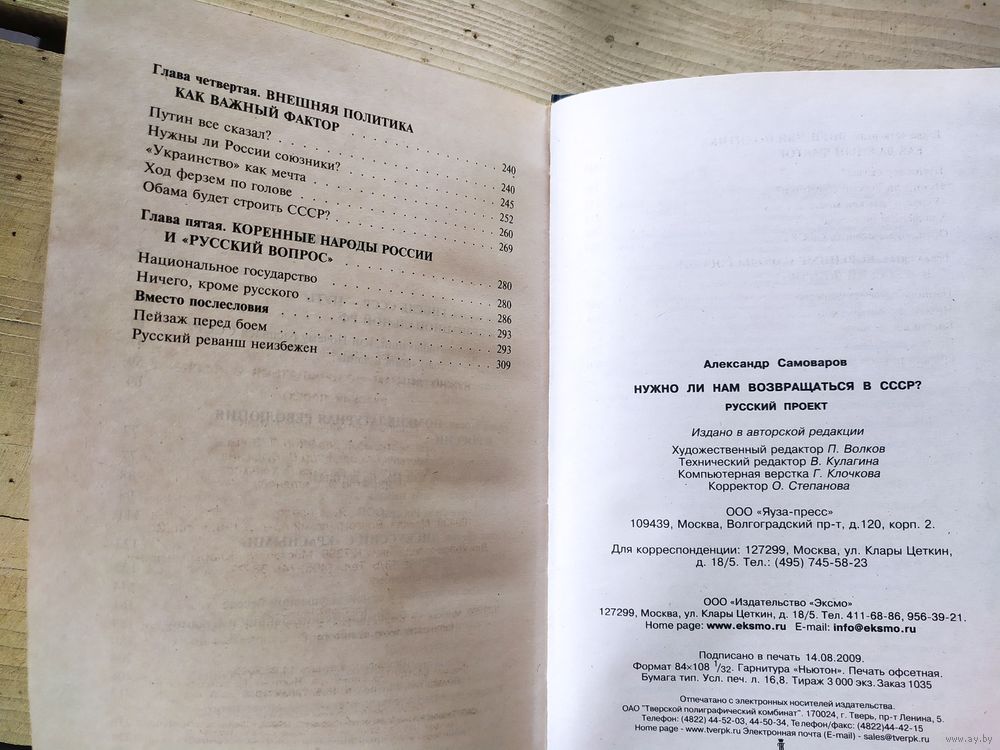 Глава четвертая. ВНЕШНЯЯ ПОЛИТИКА
КАК ВАЖНЫЙ ФАКТОР . . . . . . . . . . . . 240
Путин все сказал? . . . . . . . . . . . . 240
Нужны ли России союзники? . . . . . . . . . . . . 245
«Украинство» как мечта . . . . . . . . . . . . 252
Ход ферзем по голове . . . . . . . . . . . . 260
Обама будет строить СССР? . . . . . . . . . . . . 269
Глава пятая. КОРЕННЫЕ НАРОДЫ РОССИИ
И «РУССКИЙ ВОПРОС» . . . . . . . . . . . . 280
Национальное государство . . . . . . . . . . . . 280
Ничего, кроме русского . . . . . . . . . . . . 286
Вместо послесловия . . . . . . . . . . . . 293
Пейзаж перед боем . . . . . . . . . . . . 293
Русский реванш неизбежен . . . . . . . . . . . . 309
Александр Самоваров
НУЖНО ЛИ НАМ ВОЗВРАЩАТЬСЯ В СССР?
РУССКИЙ ПРОЕКТ
Издано в авторской редакции
Художественный редактор П. Волков
Технический редактор В. Кулагина
Компьютерная верстка Г. Клочкова
Корректор О. Степанова
ООО «Яуза-пресс»
109439, Москва, Волгоградский пр-т, д.120, корп. 2.
Для корреспонденции: 127299, Москва, ул. Клары Цеткин,
д. 18/5. Тел.: (495) 745-58-23
ООО «Издательство «Эксмо»
127299, Москва, ул. Клары Цеткин, д. 18/5. Тел. 411-68-86, 956-39-21.
Home page: www.eksmo.ru E-mail: info@eksmo.ru
Подписано в печать 14.08.2009.
Формат 84×108 1/32. Гарнитура «Ньютон». Печать офсетная.
Бумага тип. Усл. печ. л. 16,8. Тираж 3 000 экз. Заказ 1035
Отпечатано с электронных носителей издательства.
ОАО "Тверской полиграфический комбинат". 170024, г. Тверь, пр-т Ленина, 5.
Телефон: (4822) 44-52-03, 44-50-34, Телефон/факс: (4822)44-42-15
Home page - www.tverpk.ru Электронная почта (E-mail) - sales@tverpk.ru
www.ay.by